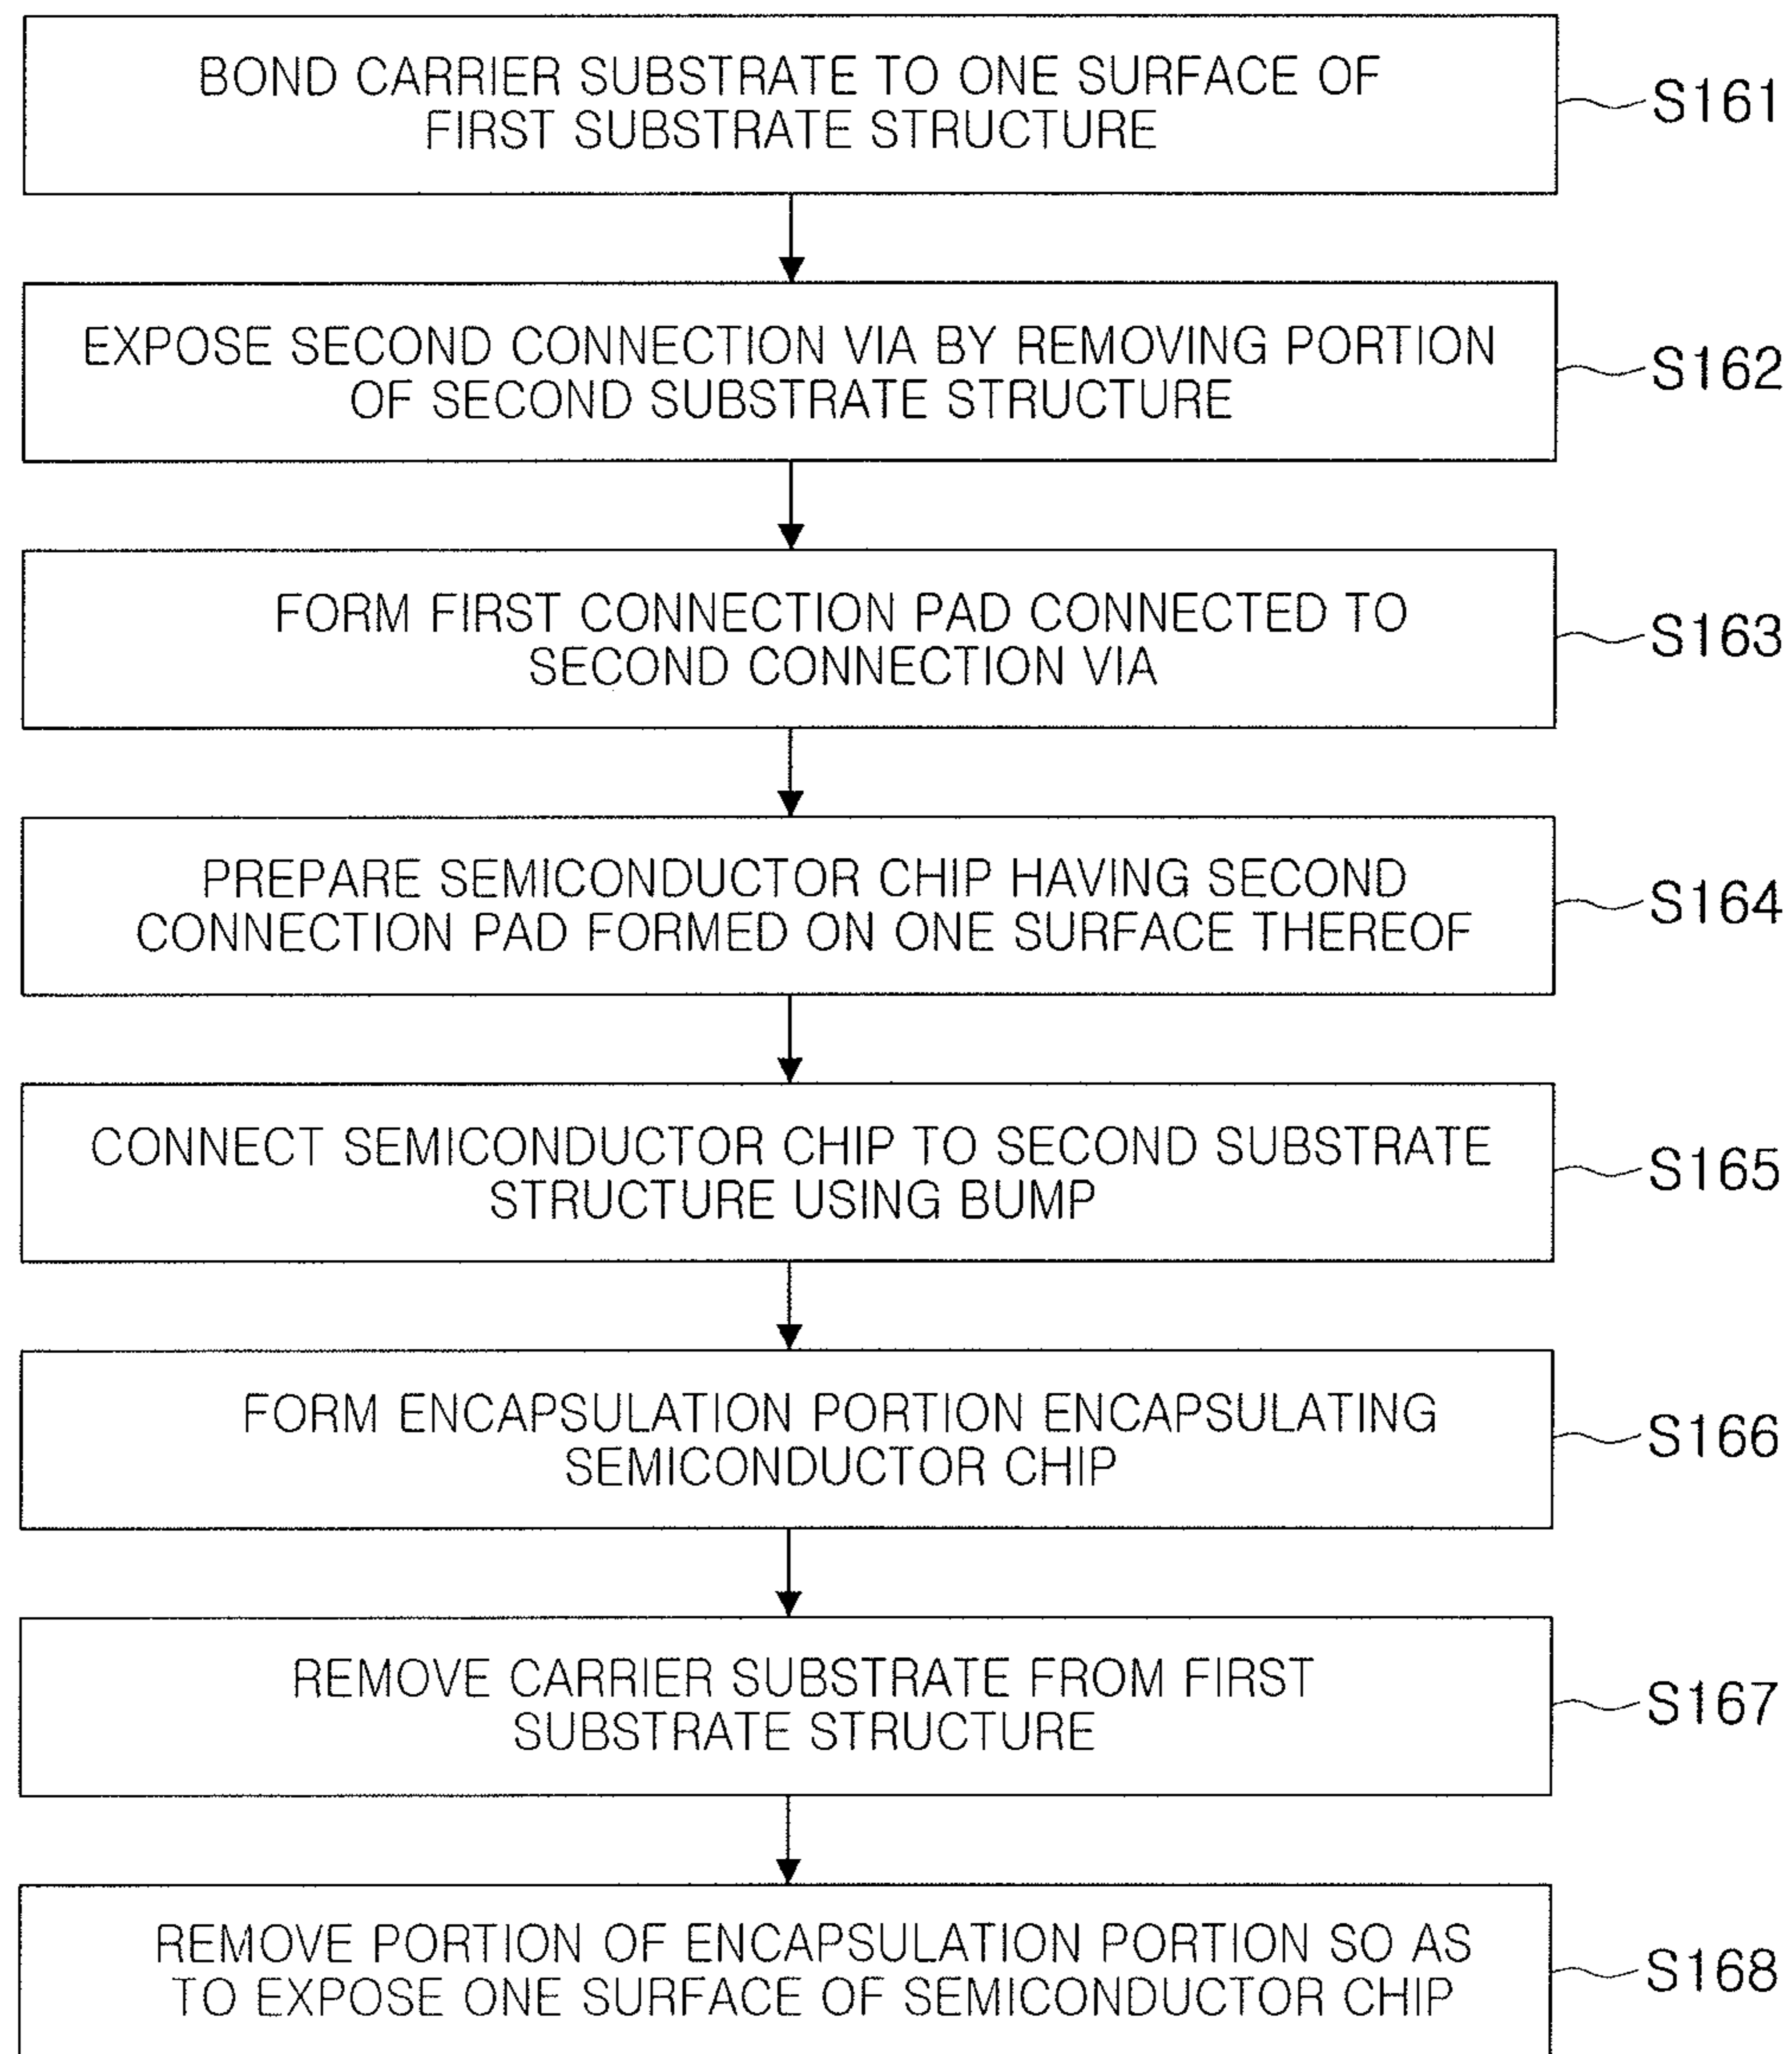 BOND CARRIER SUBSTRATE TO ONE SURFACE OF
FIRST SUBSTRATE STRUCTURE
S161
EXPOSE SECOND CONNECTION VIA BY REMOVING PORTION
OF SECOND SUBSTRATE STRUCTURE
S162
FORM FIRST CONNECTION PAD CONNECTED TO
SECOND CONNECTION VIA
S163
PREPARE SEMICONDUCTOR CHIP HAVING SECOND
CONNECTION PAD FORMED ON ONE SURFACE THEREOF
S164
CONNECT SEMICONDUCTOR CHIP TO SECOND SUBSTRATE
STRUCTURE USING BUMP
S165
FORM ENCAPSULATION PORTION ENCAPSULATING
SEMICONDUCTOR CHIP
S166
REMOVE CARRIER SUBSTRATE FROM FIRST
SUBSTRATE STRUCTURE
S167
REMOVE PORTION OF ENCAPSULATION PORTION SO AS
TO EXPOSE ONE SURFACE OF SEMICONDUCTOR CHIP
S168